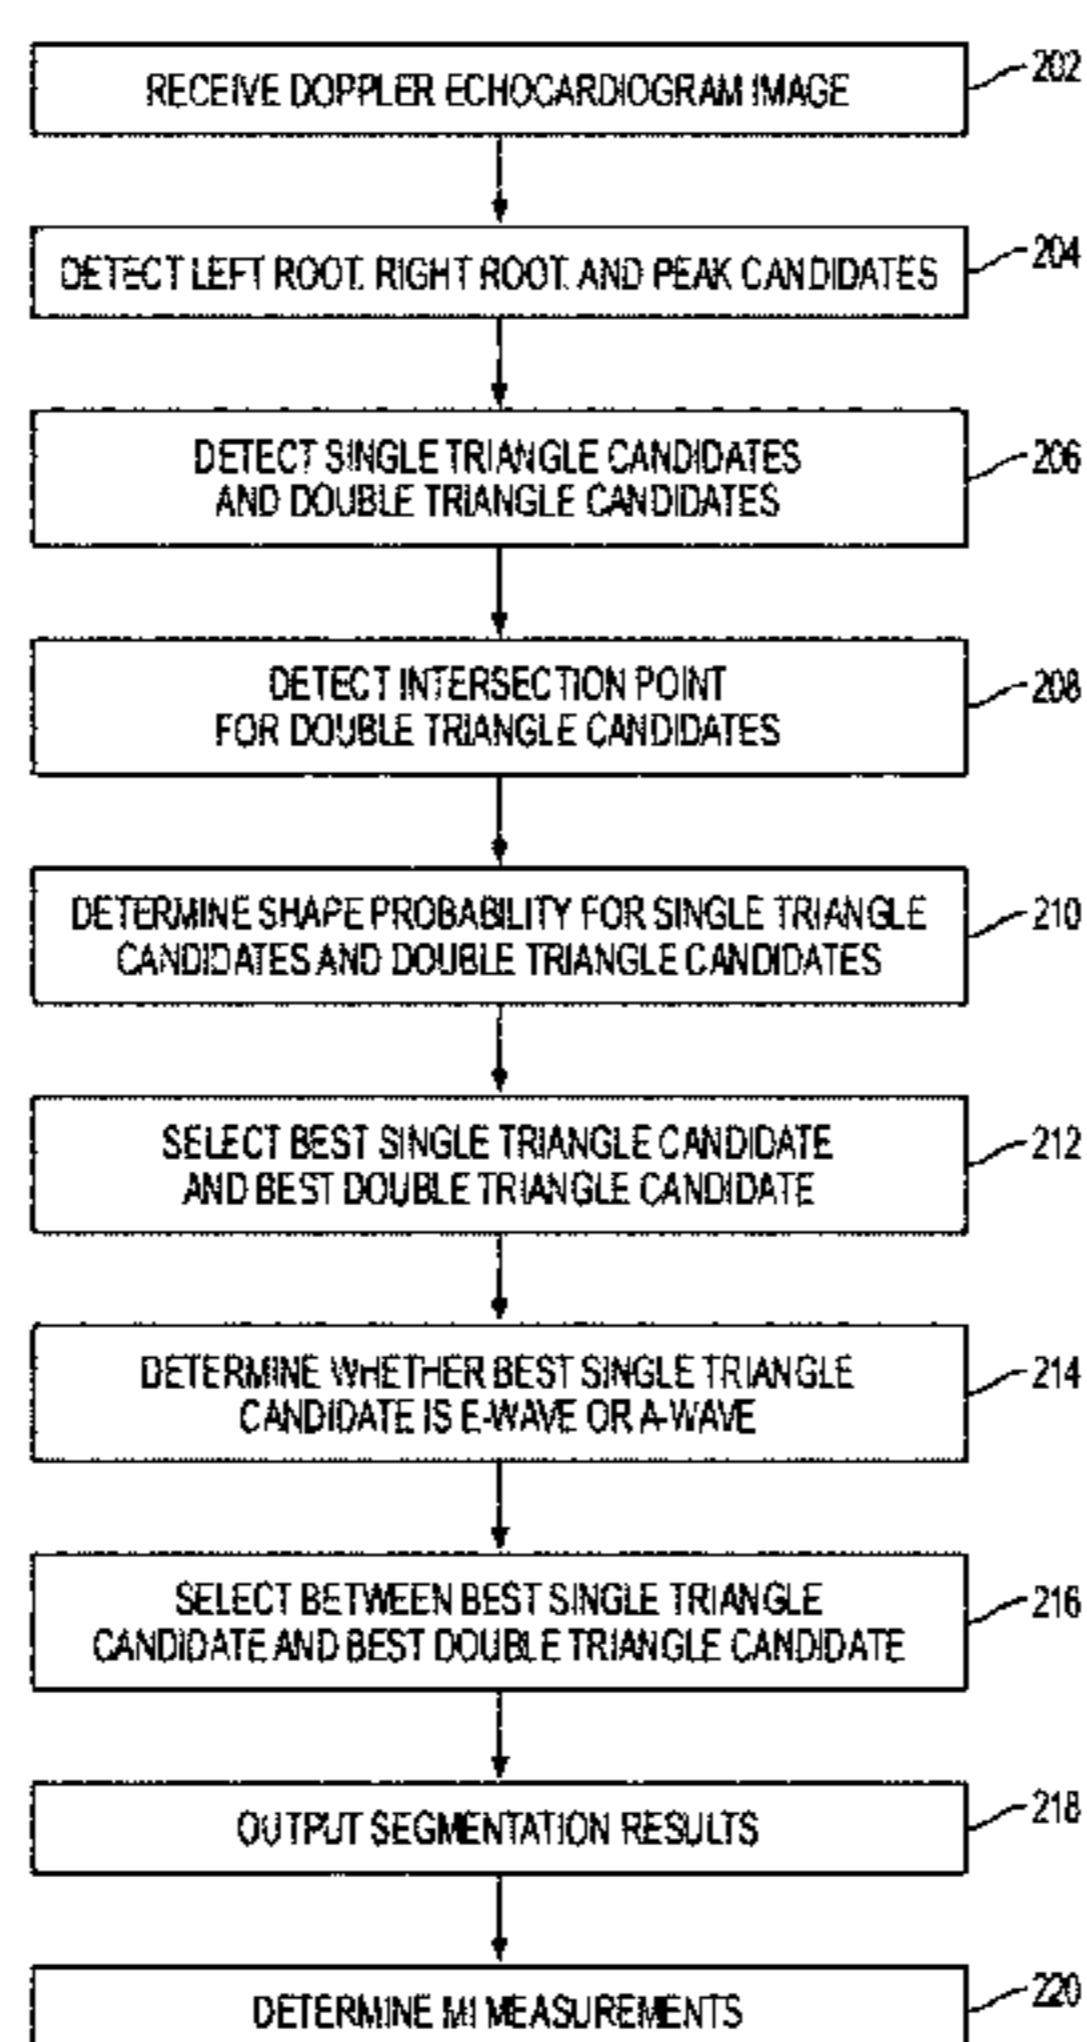 RECEIVE DOPPLER ECHOCARDIOGRAM IMAGE
202
DETECT LEFT ROOT, RIGHT ROOT, AND PEAK CANDIDATES
204
DETECT SINGLE TRIANGLE CANDIDATES
AND DOUBLE TRIANGLE CANDIDATES
206
DETECT INTERSECTION POINT
FOR DOUBLE TRIANGLE CANDIDATES
208
DETERMINE SHAPE PROBABILITY FOR SINGLE TRIANGLE
CANDIDATES AND DOUBLE TRIANGLE CANDIDATES
210
SELECT BEST SINGLE TRIANGLE CANDIDATE
AND BEST DOUBLE TRIANGLE CANDIDATE
212
DETERMINE WHETHER BEST SINGLE TRIANGLE
CANDIDATE IS E-WAVE OR A-WAVE
214
SELECT BETWEEN BEST SINGLE TRIANGLE
CANDIDATE AND BEST DOUBLE TRIANGLE CANDIDATE
216
OUTPUT SEGMENTATION RESULTS
218
DETERMINE MI MEASUREMENTS
220